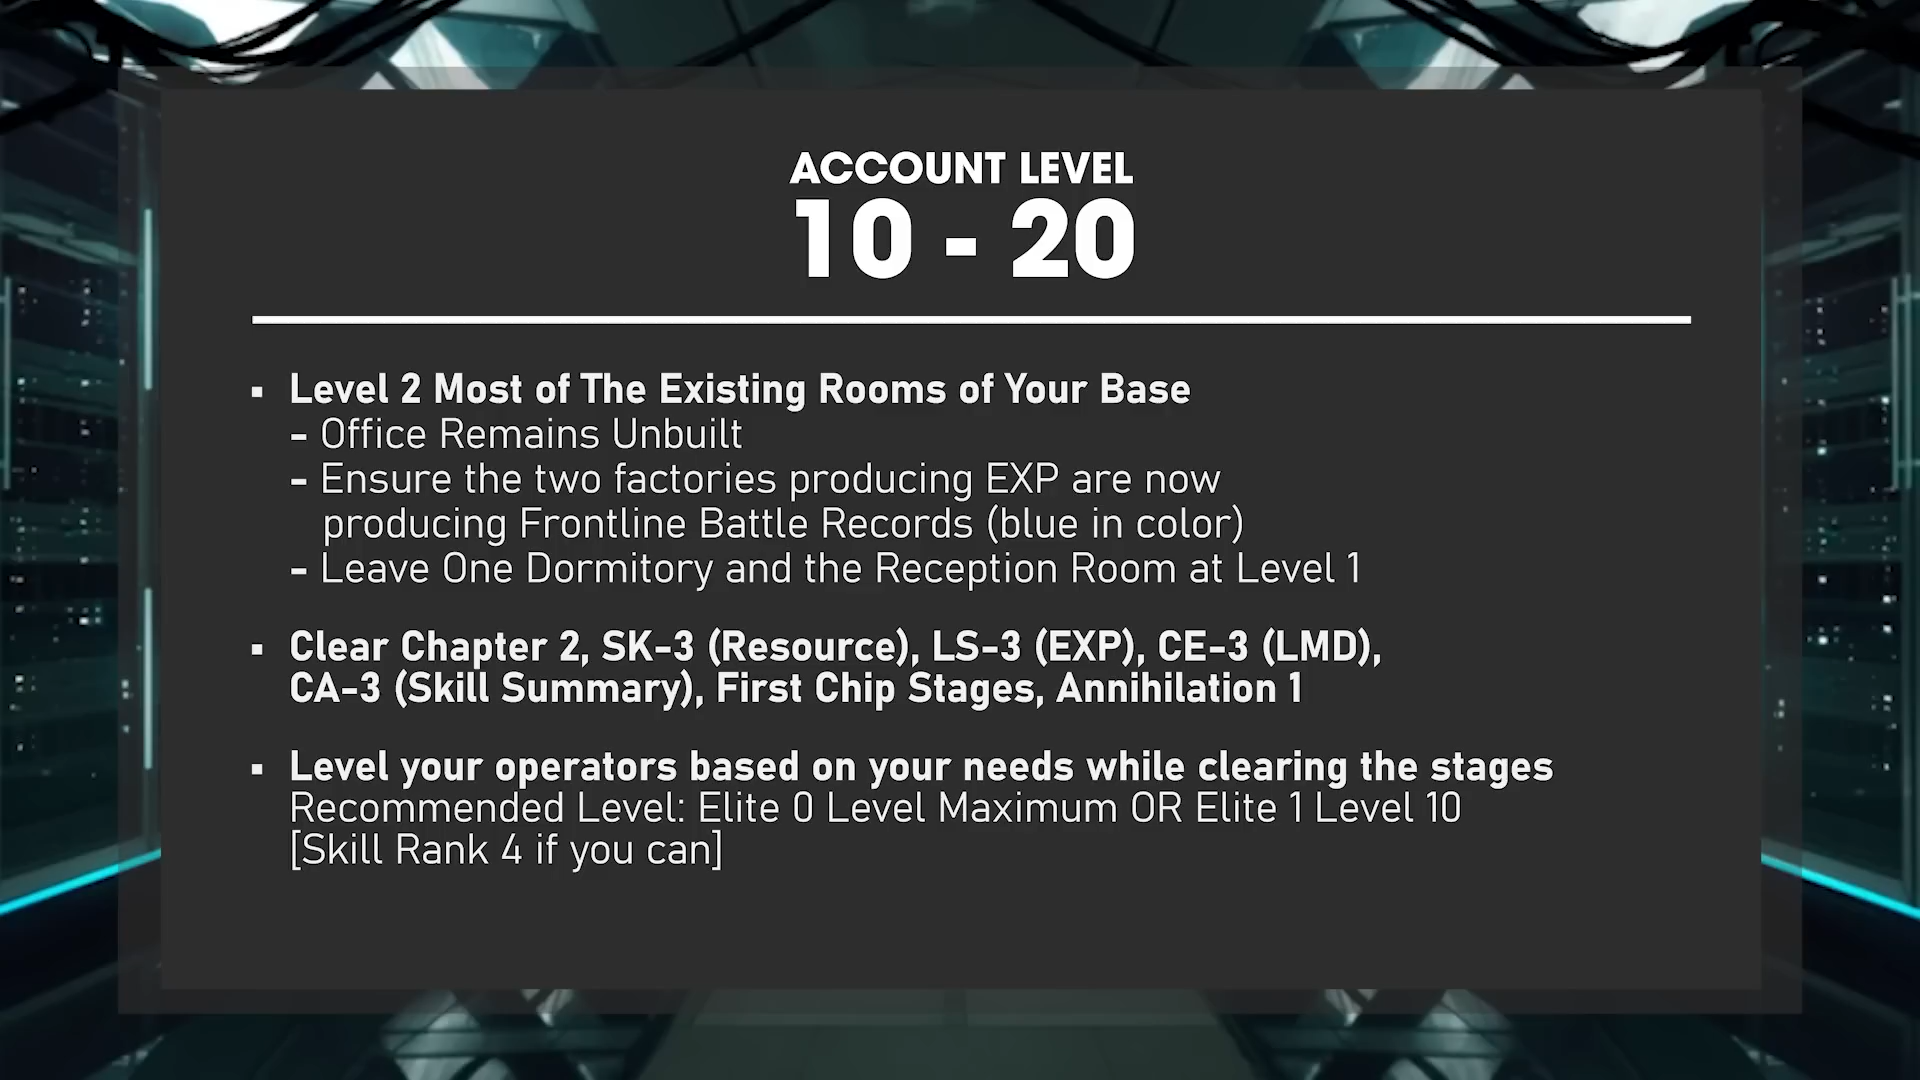 ACCOUNT LEVEL
10 - 20
▪ Level 2 Most of The Existing Rooms of Your Base
- Office Remains Unbuilt
- Ensure the two factories producing EXP are now
producing Frontline Battle Records (blue in color)
- Leave One Dormitory and the Reception Room at Level 1
▪ Clear Chapter 2, SK-3 (Resource), LS-3 (EXP), CE-3 (LMD),
CA-3 (Skill Summary), First Chip Stages, Annihilation 1
▪ Level your operators based on your needs while clearing the stages
Recommended Level: Elite 0 Level Maximum OR Elite 1 Level 10
[Skill Rank 4 if you can]